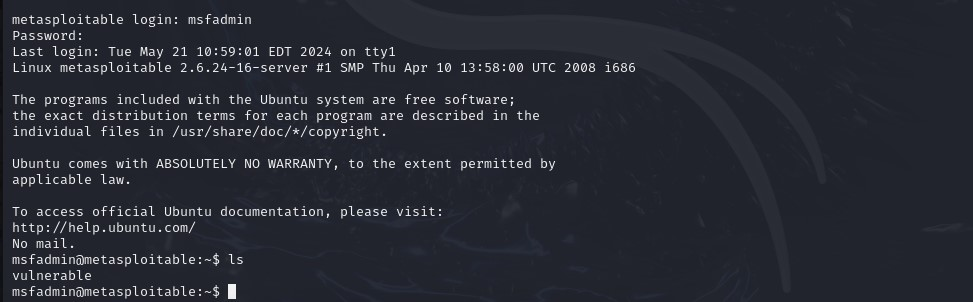 metasploitable login: msfadmin
Password:
Last login: Tue May 21 10:59:01 EDT 2024 on tty1
Linux metasploitable 2.6.24-16-server #1 SMP Thu Apr 10 13:58:00 UTC 2008 i686
The programs included with the Ubuntu system are free software;
the exact distribution terms for each program are described in the
individual files in /usr/share/doc/*/copyright.
Ubuntu comes with ABSOLUTELY NO WARRANTY, to the extent permitted by
applicable law.
To access official Ubuntu documentation, please visit:
http://help.ubuntu.com/
No mail.
msfadmin@metasploitable:~$ ls
vulnerable
msfadmin@metasploitable:~$